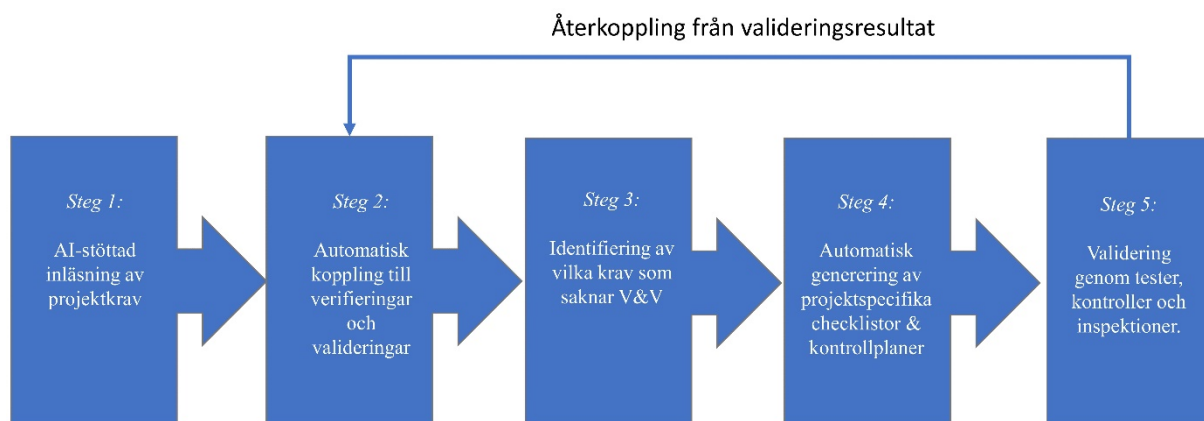 Återkoppling från valideringsresultat
Steg 1:
AI-stöttad
inläsning av
projektkrav
Steg 2:
Automatisk
koppling till
verifieringar
och
valideringar
Steg 3:
Identifiering av
vilka krav som
saknar V&V
Steg 4:
Automatisk
generering av
projektspecifika
checklistor &
kontrollplaner
Steg 5:
Validering
genom tester,
kontroller och
inspektioner.